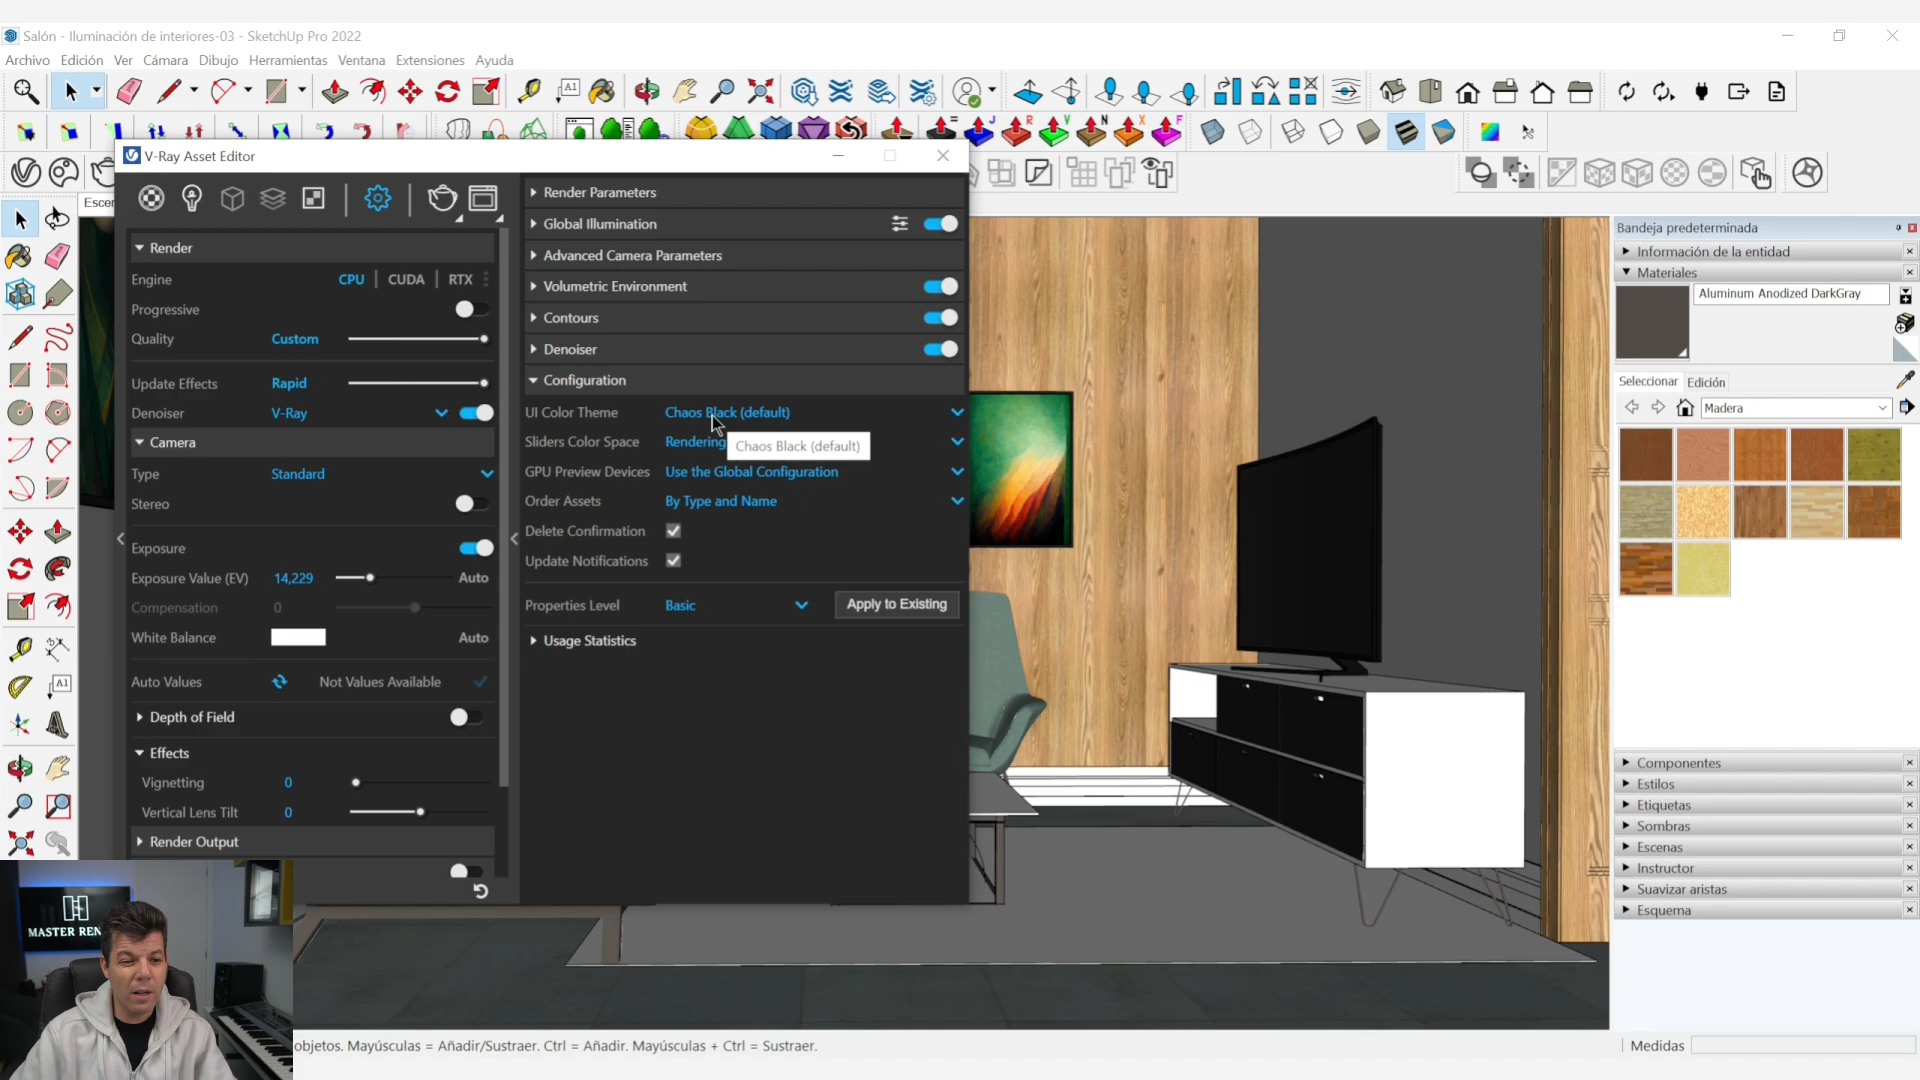 Salón - Iluminación de interiores-03 - SketchUp Pro 2022
Archivo Edición Ver Cámara Dibujo Herramientas Ventana Extensiones Ayuda
V-Ray Asset Editor
Render
Engine CPU CUDA RTX
Progressive
Quality Custom
Update Effects Rapid
Denoiser V-Ray
Camera
Type Standard
Stereo
Exposure
Exposure Value (EV) 14,229 Auto
Compensation 0
White Balance Auto
Auto Values Not Values Available
Depth of Field
Effects
Vignetting 0
Vertical Lens Tilt 0
Render Output
Render Parameters
Global Illumination
Advanced Camera Parameters
Volumetric Environment
Contours
Denoiser
Configuration
UI Color Theme Chaos Black (default)
Sliders Color Space Rendering
Chaos Black (default)
GPU Preview Devices Use the Global Configuration
Order Assets By Type and Name
Delete Confirmation
Update Notifications
Properties Level Basic Apply to Existing
Usage Statistics
Bandeja predeterminada
Información de la entidad
Materiales
Aluminum Anodized DarkGray
Seleccionar Edición
Madera
Componentes
Estilos
Etiquetas
Sombras
Escenas
Instructor
Suavizar aristas
Esquema
MASTER REN
objetos. Mayúsculas = Añadir/Sustraer. Ctrl = Añadir. Mayúsculas + Ctrl = Sustraer.
Medidas